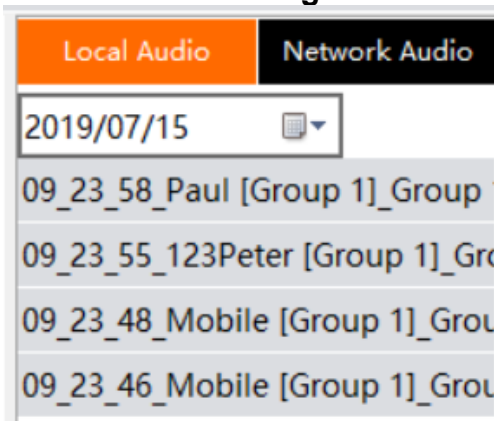 Local Audio Network Audio
2019/07/15
09_23_58_Paul [Group 1]_Group
09_23_55_123Peter [Group 1]_Gro
09_23_48_Mobile [Group 1]_Grou
09_23_46_Mobile [Group 1]_Grou